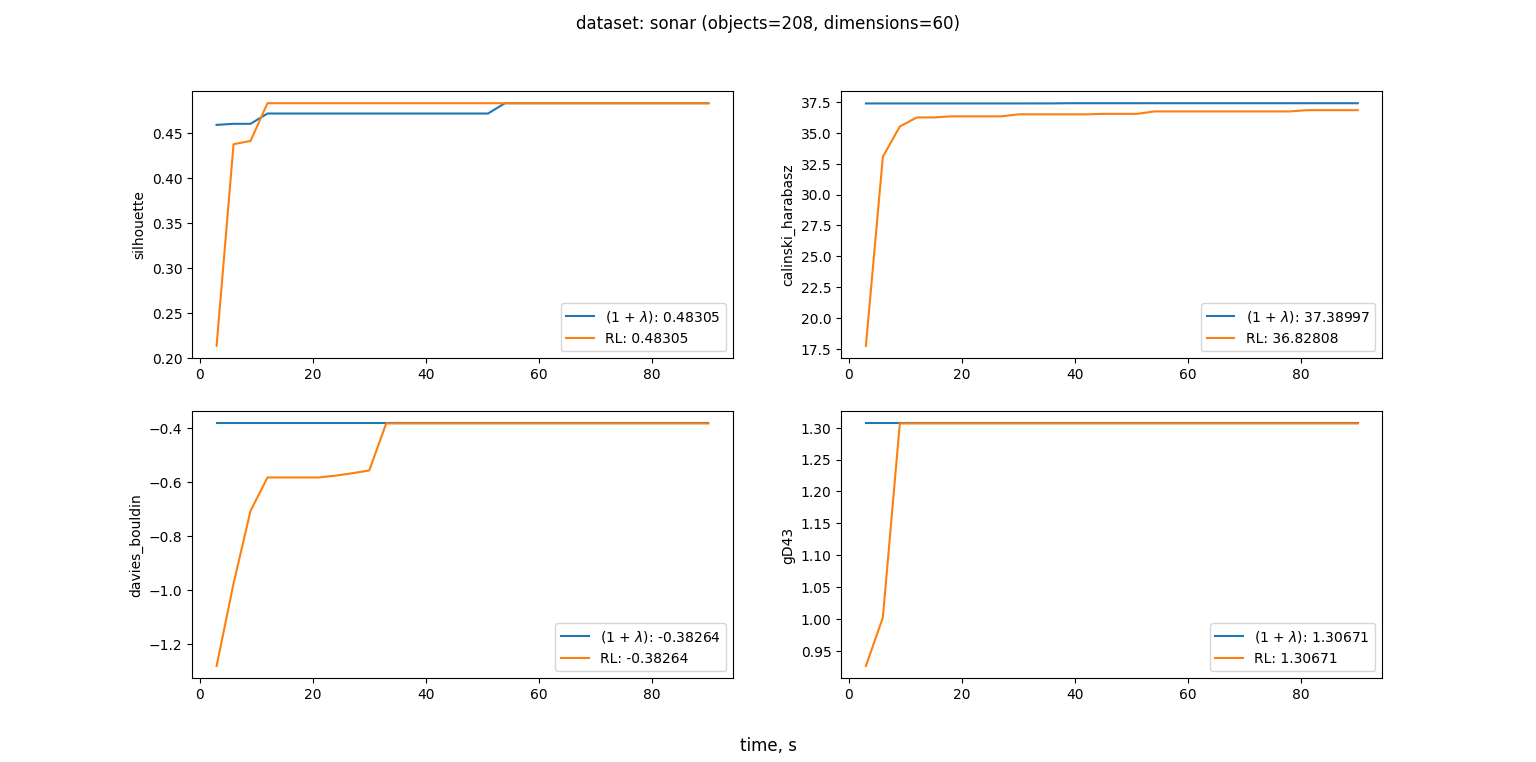 dataset: sonar (objects=208, dimensions=60)
silhouette
0.45
0.40
0.35
0.30
0.25
0.20
0 20 40 60 80
(1 + λ): 0.48305
RL: 0.48305
calinski_harabasz
37.5
35.0
32.5
30.0
27.5
25.0
22.5
20.0
17.5
0 20 40 60 80
(1 + λ): 37.38997
RL: 36.82808
davies_bouldin
−0.4
−0.6
−0.8
−1.0
−1.2
0 20 40 60 80
(1 + λ): -0.38264
RL: -0.38264
gD43
1.30
1.25
1.20
1.15
1.10
1.05
1.00
0.95
0 20 40 60 80
(1 + λ): 1.30671
RL: 1.30671
time, s